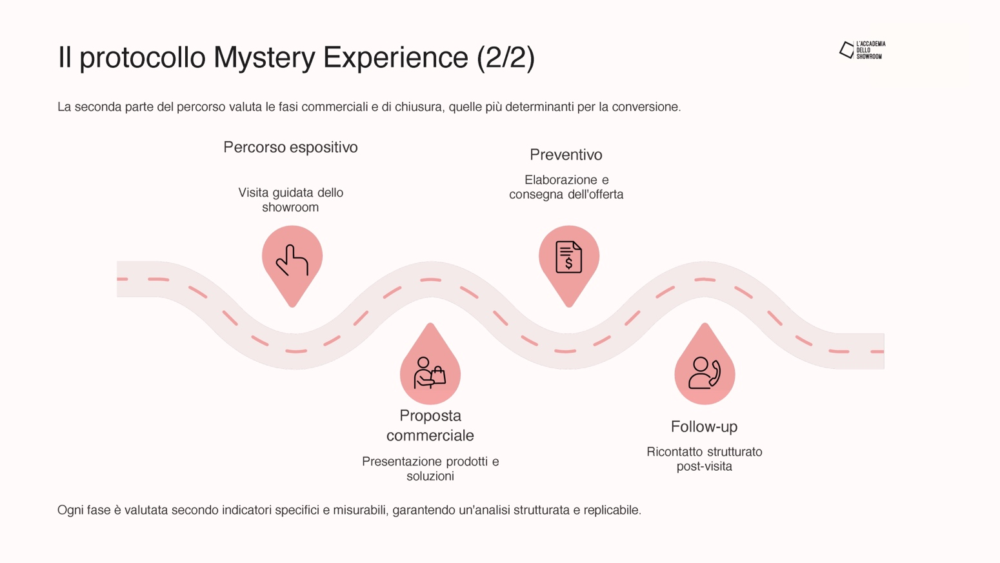 Il protocollo Mystery Experience (2/2)
L'ACCADEMIA
DELLO
SHOWROOM
La seconda parte del percorso valuta le fasi commerciali e di chiusura, quelle più determinanti per la conversione.
Percorso espositivo
Visita guidata dello
showroom
Preventivo
Elaborazione e
consegna dell'offerta
$
Proposta
commerciale
Presentazione prodotti e
soluzioni
Follow-up
Ricontatto strutturato
post-visita
Ogni fase è valutata secondo indicatori specifici e misurabili, garantendo un'analisi strutturata e replicabile.